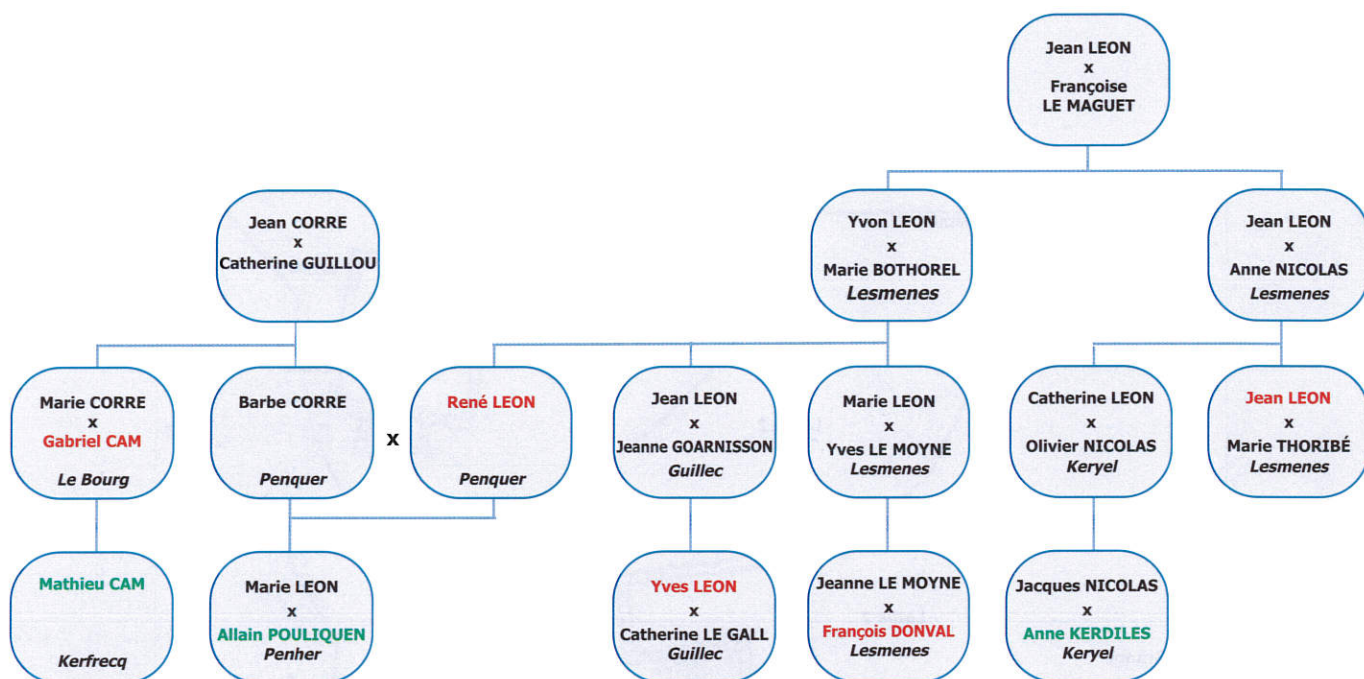 Jean LEON
x
Françoise
LE MAGUET
Jean CORRE
x
Catherine GUILLOU
Yvon LEON
x
Marie BOTHOREL
Lesmenes
Jean LEON
x
Anne NICOLAS
Lesmenes
Marie CORRE
x
Gabriel CAM
Le Bourg
Barbe CORRE
Penquer
x
René LEON
Penquer
Jean LEON
x
Jeanne GOARNISSON
Guillec
Marie LEON
x
Yves LE MOYNE
Lesmenes
Catherine LEON
x
Olivier NICOLAS
Keryel
Jean LEON
x
Marie THORIBÉ
Lesmenes
Mathieu CAM
Kerfrecq
Marie LEON
x
Allain POULIQUEN
Penher
Yves LEON
x
Catherine LE GALL
Guillec
Jeanne LE MOYNE
x
François DONVAL
Lesmenes
Jacques NICOLAS
x
Anne KERDILES
Keryel